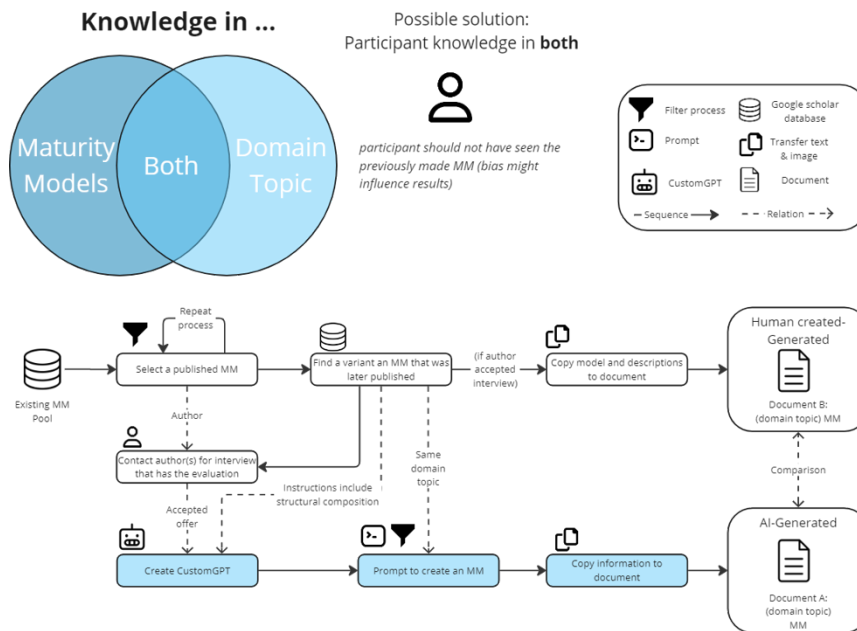 Knowledge in ...
Possible solution:
Participant knowledge in both
Maturity
Models
Both
Domain
Topic
participant should not have seen the
previously made MM (bias might
influence results)
Filter process
Google scholar
database
Prompt
Transfer text
& image
CustomGPT
Document
Sequence
Relation
Repeat
process
Existing MM
Pool
Select a published MM
Find a variant an MM that was
later published
(if author
accepted
interview)
Copy model and descriptions
to document
Human created-
Generated
Document B:
(domain topic) MM
Author
Contact author(s) for interview
that has the evaluation
Instructions include
structural composition
Same
domain
topic
Comparison
Accepted
offer
Create CustomGPT
Prompt to create an MM
Copy information to
document
AI-Generated
Document A:
(domain topic)
MM